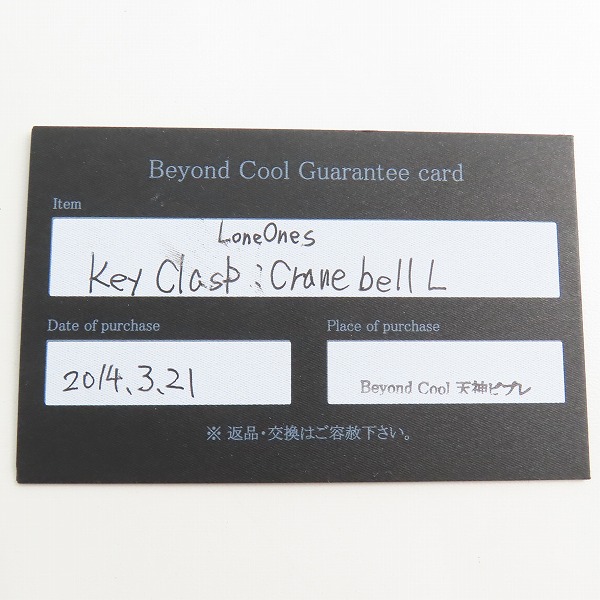 Beyond Cool Guarantee card
Item
LoneOnes
Key Clasp : Crane bell L
Date of purchase
Place of purchase
2014.3.21
Beyond Cool 天神ビブレ
※ 返品・交換はご容赦下さい。